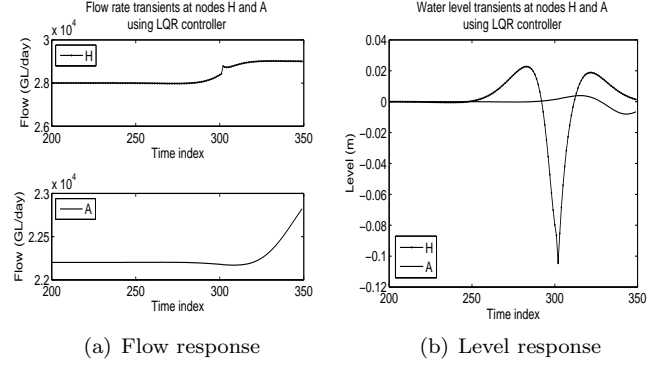 Flow rate transients at nodes H and A
using LQR controller
x 10^4
3
2.8
2.6
Flow (GL/day)
H
200
250
300
350
Time index
x 10^4
2.3
2.25
2.2
Flow (GL/day)
A
200
250
300
350
Time index
(a) Flow response
Water level transients at nodes H and A
using LQR controller
0.04
0.02
0
−0.02
−0.04
−0.06
−0.08
−0.1
−0.12
Level (m)
H
A
200
250
300
350
Time index
(b) Level response